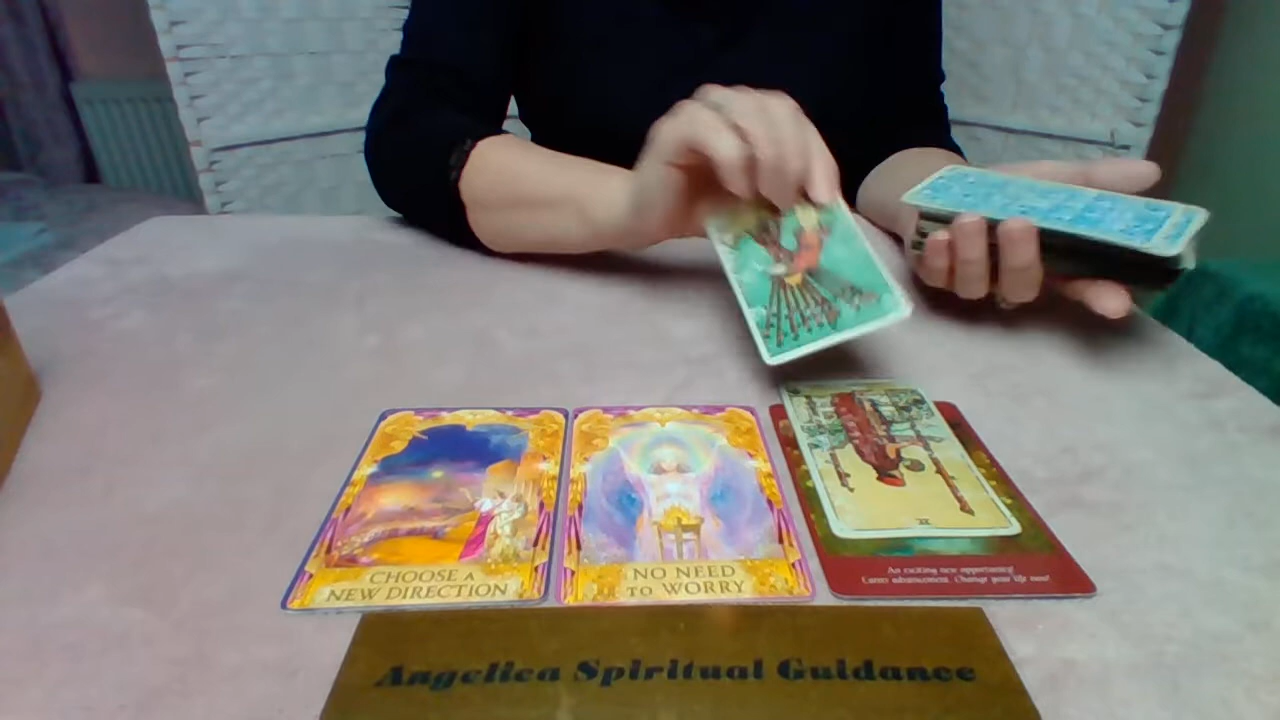 CHOOSE A
NEW DIRECTION
NO NEED
TO WORRY
An exciting new opportunity!
Career advancement. Change your life now!
Angelica Spiritual Guidance